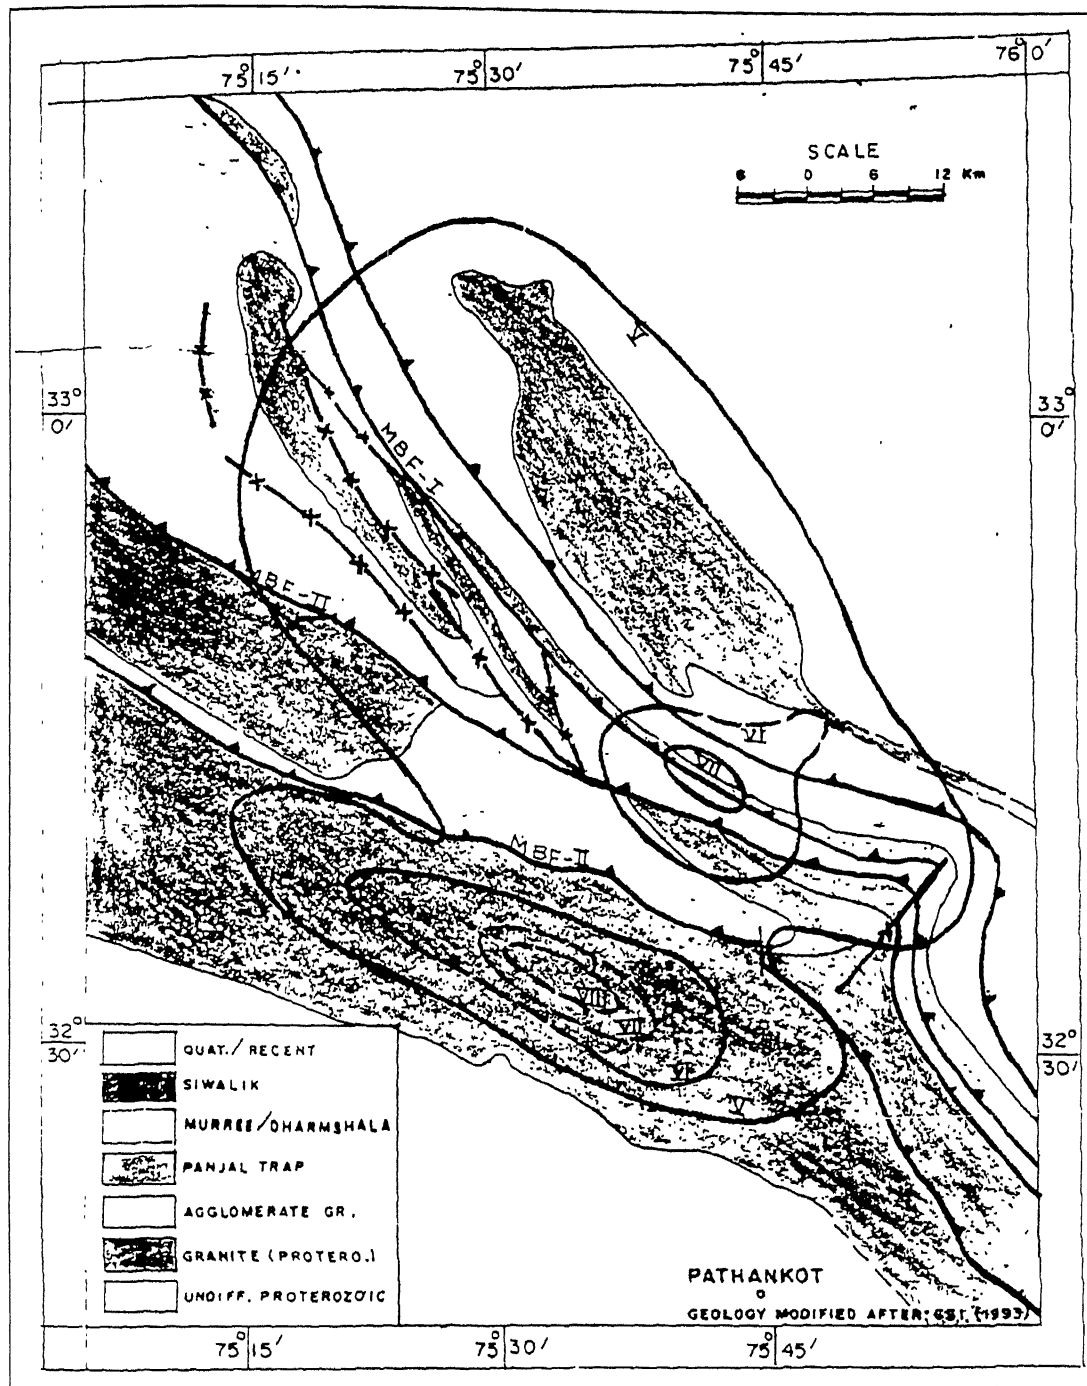 75° 15′
75° 30′
75° 45′
76° 0′
SCALE
6 0 6 12 Km
V
33° 0′
33° 0′
MBF-I
MBF-II
VI
VII
MBF-II
VIII
VII
VI
V
32° 30′
32° 30′
QUAT./RECENT
SIWALIK
MURREE/DHARMSHALA
PANJAL TRAP
AGGLOMERATE GR.
GRANITE (PROTERO.)
UNDIFF. PROTEROZOIC
PATHANKOT
GEOLOGY MODIFIED AFTER; GSI, (1993)
75° 15′
75° 30′
75° 45′